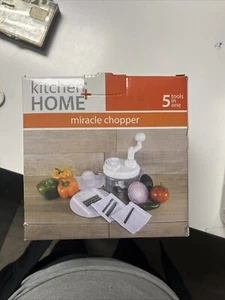 kitchen+
HOME
5 tools
in
one
miracle chopper